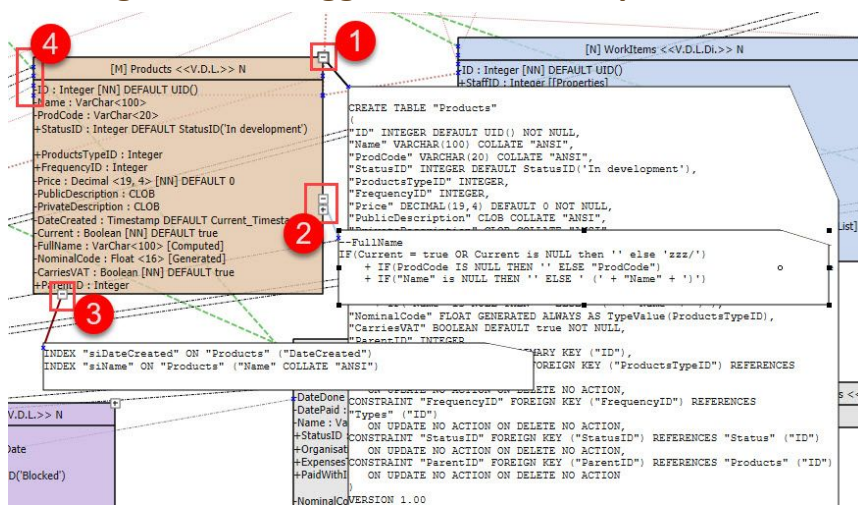 4
1
[M] Products <<V.D.L.>> N
-ID : Integer [NN] DEFAULT UID()
-Name : VarChar<100>
-ProdCode : VarChar<20>
+StatusID : Integer DEFAULT StatusID('In development')
+ProductsTypeID : Integer
+FrequencyID : Integer
-Price : Decimal <19, 4> [NN] DEFAULT 0
-PublicDescription : CLOB
-PrivateDescription : CLOB
-DateCreated : Timestamp DEFAULT Current_Timesta
-Current : Boolean [NN] DEFAULT true
-FullName : VarChar<100> [Computed]
-NominalCode : Float <16> [Generated]
-CarriesVAT : Boolean [NN] DEFAULT true
+ParentID : Integer
2
3
[N] WorkItems <<V.D.L.Di.>> N
-ID : Integer [NN] DEFAULT UID()
+StaffID : Integer [[Properties]
List]
CREATE TABLE "Products"
(
"ID" INTEGER DEFAULT UID() NOT NULL,
"Name" VARCHAR(100) COLLATE "ANSI",
"ProdCode" VARCHAR(20) COLLATE "ANSI",
"StatusID" INTEGER DEFAULT StatusID('In development'),
"ProductsTypeID" INTEGER,
"FrequencyID" INTEGER,
"Price" DECIMAL(19,4) DEFAULT 0 NOT NULL,
"PublicDescription" CLOB COLLATE "ANSI",
--FullName
IF(Current = true OR Current is NULL then '' else 'zzz/')
+ IF(ProdCode IS NULL THEN '' ELSE "ProdCode")
+ IF("Name" is NULL THEN '' ELSE ' (' + "Name" + ')')
"NominalCode" FLOAT GENERATED ALWAYS AS TypeValue(ProductsTypeID),
"CarriesVAT" BOOLEAN DEFAULT true NOT NULL,
"ParentID" INTEGER
MARY KEY ("ID"),
FOREIGN KEY ("ProductsTypeID") REFERENCES
ON UPDATE NO ACTION ON DELETE NO ACTION,
CONSTRAINT "FrequencyID" FOREIGN KEY ("FrequencyID") REFERENCES
"Types" ("ID")
ON UPDATE NO ACTION ON DELETE NO ACTION,
CONSTRAINT "StatusID" FOREIGN KEY ("StatusID") REFERENCES "Status" ("ID")
ON UPDATE NO ACTION ON DELETE NO ACTION,
CONSTRAINT "ParentID" FOREIGN KEY ("ParentID") REFERENCES "Products" ("ID")
ON UPDATE NO ACTION ON DELETE NO ACTION
)
VERSION 1.00
INDEX "siDateCreated" ON "Products" ("DateCreated")
INDEX "siName" ON "Products" ("Name" COLLATE "ANSI")
V.D.L.>> N
Date
D('Blocked')
-DateDone
-DatePaid :
-Name : Va
+StatusID
+Organisat
+Expenses
+PaidWithI
-NominalCo
s <<